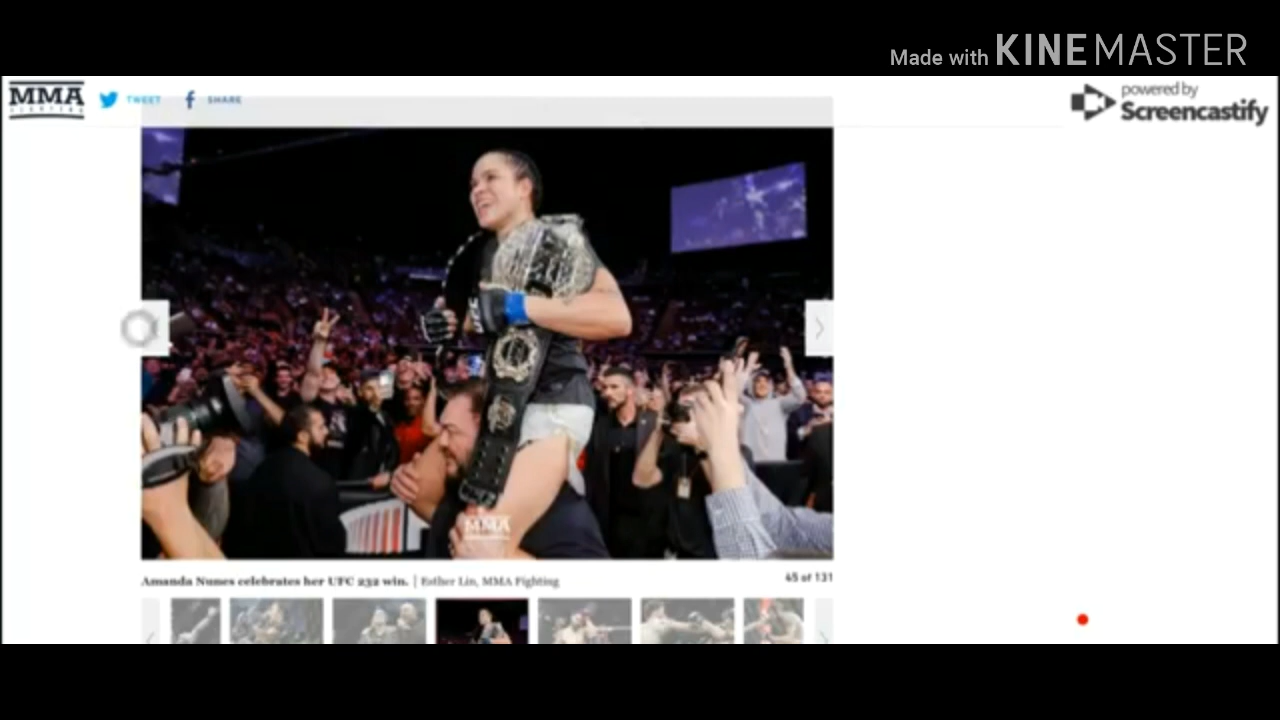 Made with KINEMASTER
MMA
FIGHTING
TWEET
SHARE
powered by
Screencastify
MMA
45 of 131
Amanda Nunes celebrates her UFC 232 win. | Esther Lin, MMA Fighting